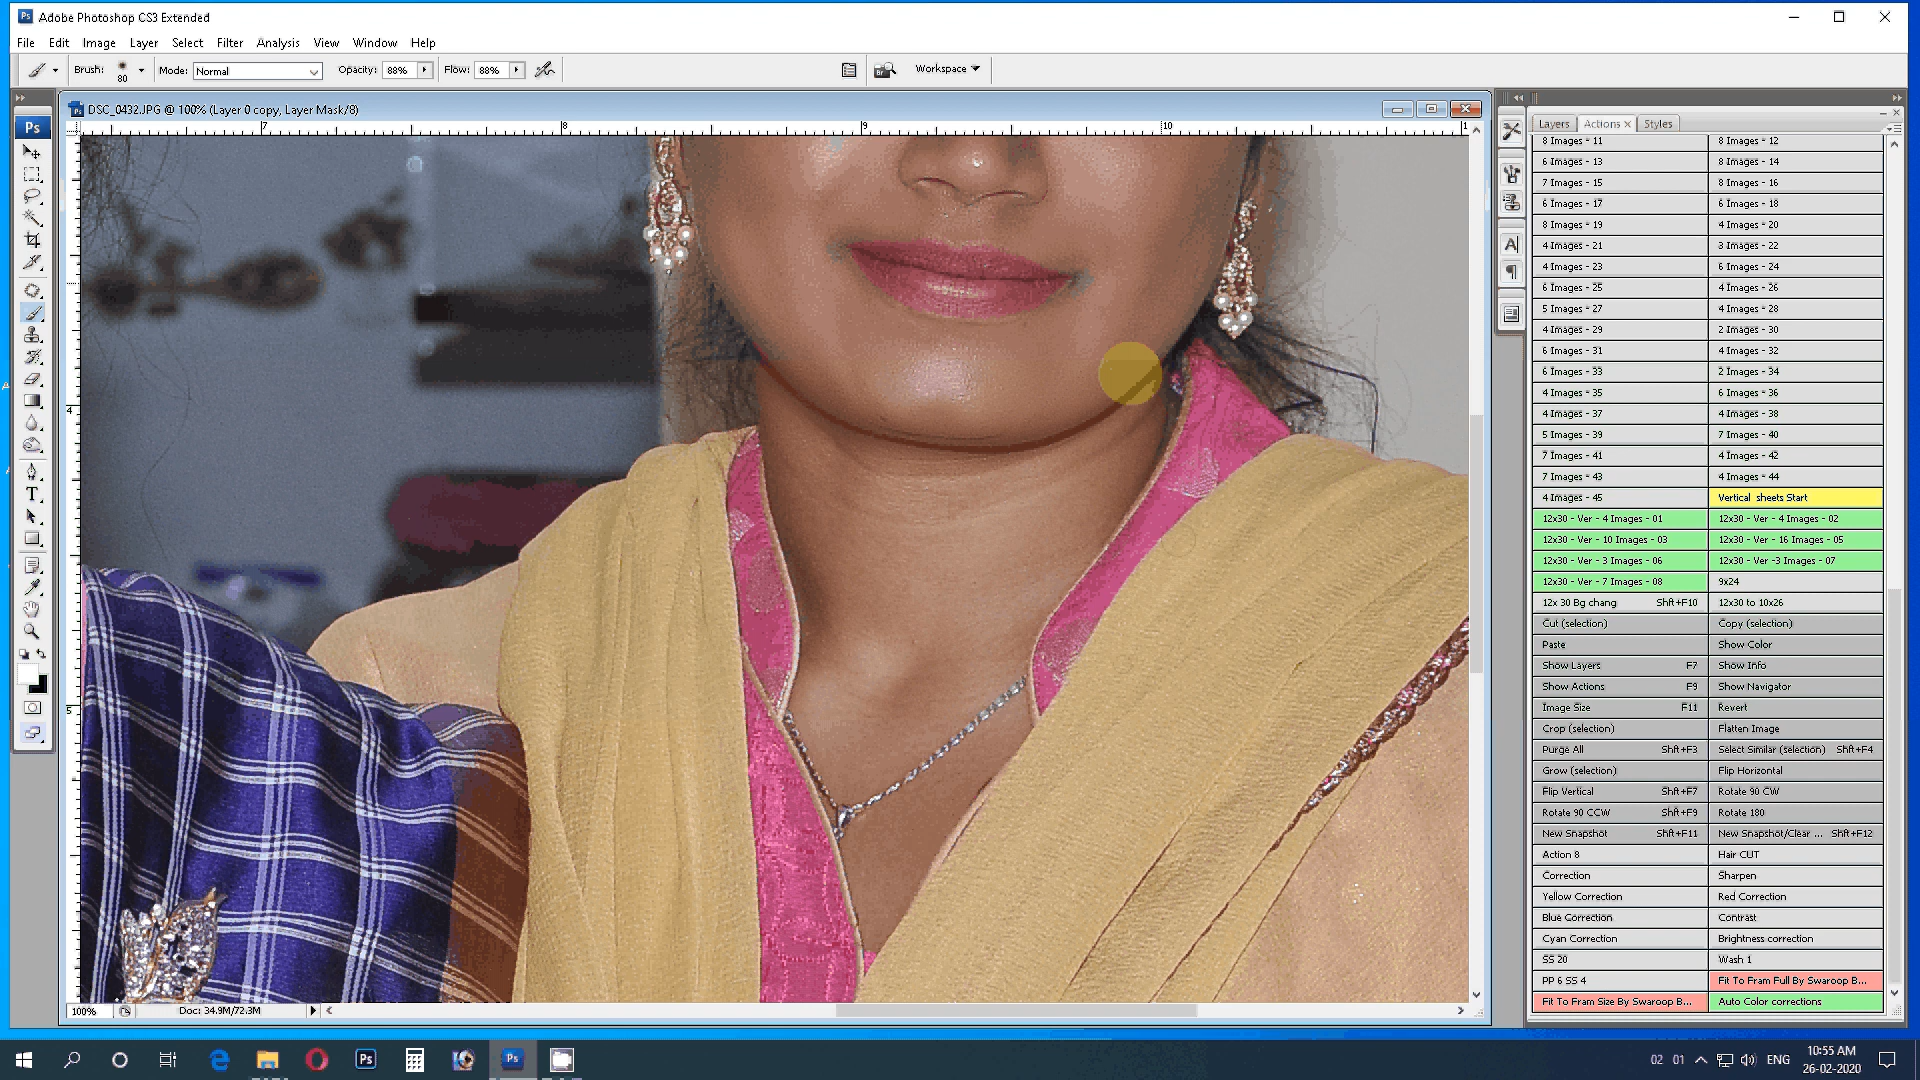 Ps Adobe Photoshop CS3 Extended
File Edit Image Layer Select Filter Analysis View Window Help
Brush: 80 Mode: Normal Opacity: 88% Flow: 88% Br Workspace
DSC_0432.JPG @ 100% (Layer 0 copy, Layer Mask/8)
7 8 9 10 1
Ps
4
5
T
A
Layers Actions × Styles
8 Images - 11 8 Images - 12
6 Images - 13 8 Images - 14
7 Images - 15 8 Images - 16
6 Images - 17 6 Images - 18
8 Images - 19 4 Images - 20
4 Images - 21 3 Images - 22
4 Images - 23 6 Images - 24
6 Images - 25 4 Images - 26
5 Images - 27 4 Images - 28
4 Images - 29 2 Images - 30
6 Images - 31 4 Images - 32
6 Images - 33 2 Images - 34
4 Images - 35 6 Images - 36
4 Images - 37 4 Images - 38
5 Images - 39 7 Images - 40
7 Images - 41 4 Images - 42
7 Images - 43 4 Images - 44
4 Images - 45 Vertical sheets Start
12x30 - Ver - 4 Images - 01 12x30 - Ver - 4 Images - 02
12x30 - Ver - 10 Images - 03 12x30 - Ver - 16 Images - 05
12x30 - Ver - 3 Images - 06 12x30 - Ver -3 Images - 07
12x30 - Ver - 7 Images - 08 9x24
12x 30 Bg chang Shft+F10 12x30 to 10x26
Cut (selection) Copy (selection)
Paste Show Color
Show Layers F7 Show Info
Show Actions F9 Show Navigator
Image Size F11 Revert
Crop (selection) Flatten Image
Purge All Shft+F3 Select Similar (selection) Shft+F4
Grow (selection) Flip Horizontal
Flip Vertical Shft+F7 Rotate 90 CW
Rotate 90 CCW Shft+F9 Rotate 180
New Snapshot Shft+F11 New Snapshot/Clear ... Shft+F12
Action 8 Hair CUT
Correction Sharpen
Yellow Correction Red Correction
Blue Correction Contrast
Cyan Correction Brightness correction
SS 20 Wash 1
PP 6 SS 4 Fit To Fram Full By Swaroop B...
Fit To Fram Size By Swaroop B... Auto Color corrections
100% Doc: 34.9M/72.3M
Ps Ps 02 01 ENG 10:55 AM
26-02-2020